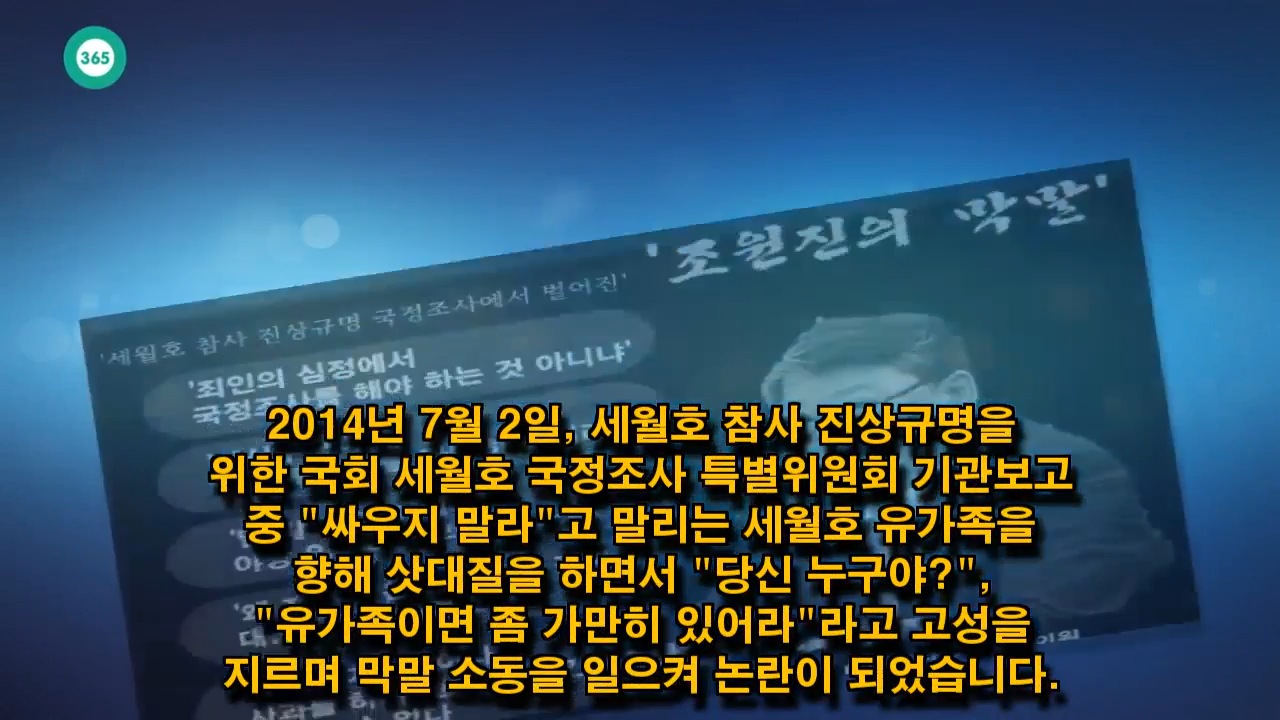 365
'조원진의 막말'
'세월호 참사 진상규명 국정조사에서 벌어진'
'죄인의 심정에서
국정조사를 해야 하는 것 아니냐'
2014년 7월 2일, 세월호 참사 진상규명을
위한 국회 세월호 국정조사 특별위원회 기관보고
중 "싸우지 말라"고 말리는 세월호 유가족을
향해 삿대질을 하면서 "당신 누구야?",
"유가족이면 좀 가만히 있어라"라고 고성을
지르며 막말 소동을 일으켜 논란이 되었습니다.